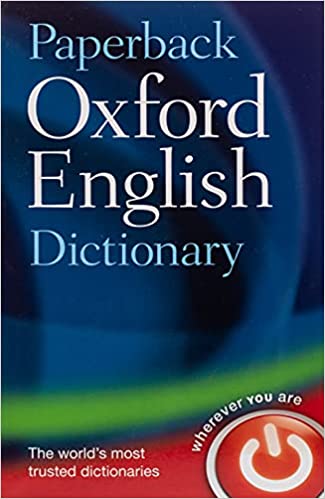 Paperback
Oxford
English
Dictionary
wherever YOU are
The world's most
trusted dictionaries